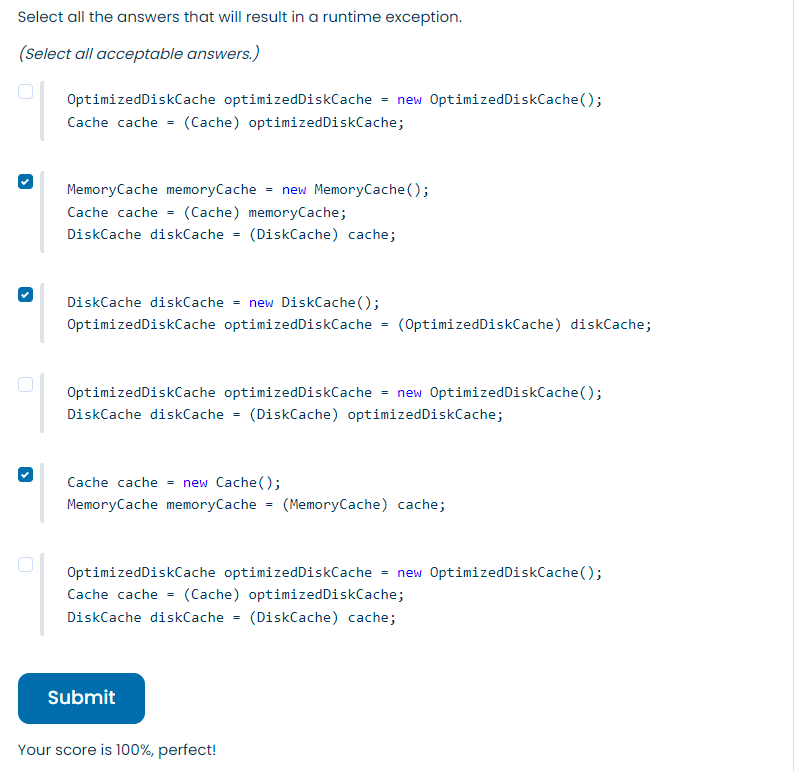 Select all the answers that will result in a runtime exception.
(Select all acceptable answers.)
OptimizedDiskCache optimizedDiskCache = new OptimizedDiskCache();
Cache cache = (Cache) optimizedDiskCache;
MemoryCache memoryCache = new MemoryCache();
Cache cache = (Cache) memoryCache;
DiskCache diskCache = (DiskCache) cache;
DiskCache diskCache = new DiskCache();
OptimizedDiskCache optimizedDiskCache = (OptimizedDiskCache) diskCache;
OptimizedDiskCache optimizedDiskCache = new OptimizedDiskCache();
DiskCache diskCache = (DiskCache) optimizedDiskCache;
Cache cache = new Cache();
MemoryCache memoryCache = (MemoryCache) cache;
OptimizedDiskCache optimizedDiskCache = new OptimizedDiskCache();
Cache cache = (Cache) optimizedDiskCache;
DiskCache diskCache = (DiskCache) cache;
Submit
Your score is 100%, perfect!